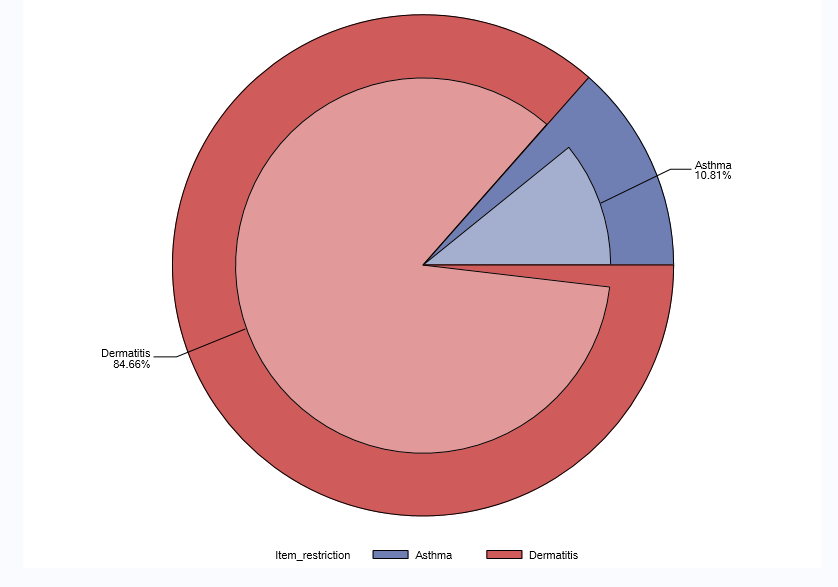 Asthma
10.81%
Dermatitis
84.66%
Item_restriction Asthma Dermatitis